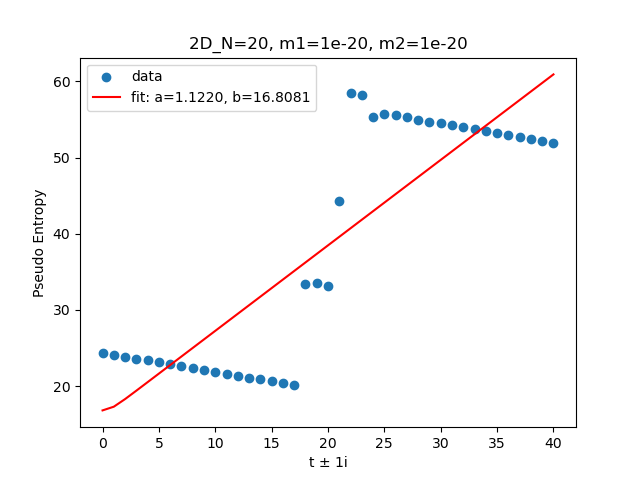 2D_N=20, m1=1e-20, m2=1e-20
data
fit: a=1.1220, b=16.8081
Pseudo Entropy
60
50
40
30
20
0 5 10 15 20 25 30 35 40
t ± 1i